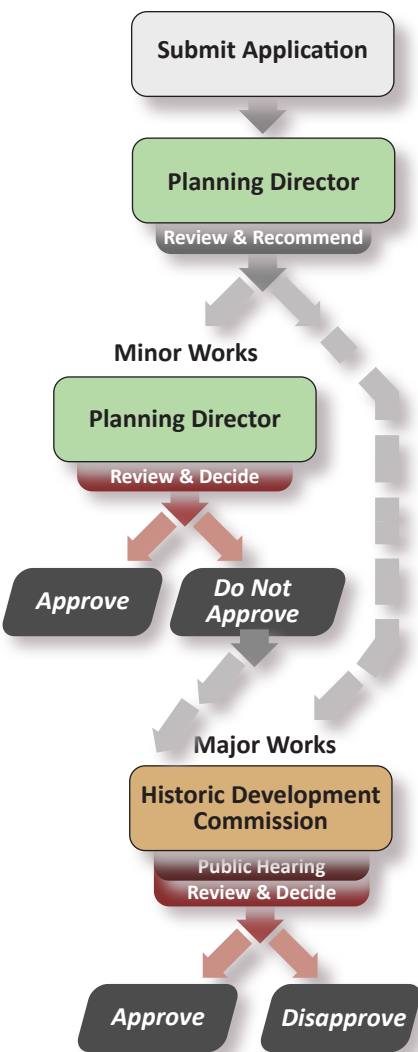 Submit Application
Planning Director
Review & Recommend
Minor Works
Planning Director
Review & Decide
Approve
Do Not
Approve
Major Works
Historic Development
Commission
Public Hearing
Review & Decide
Approve
Disapprove